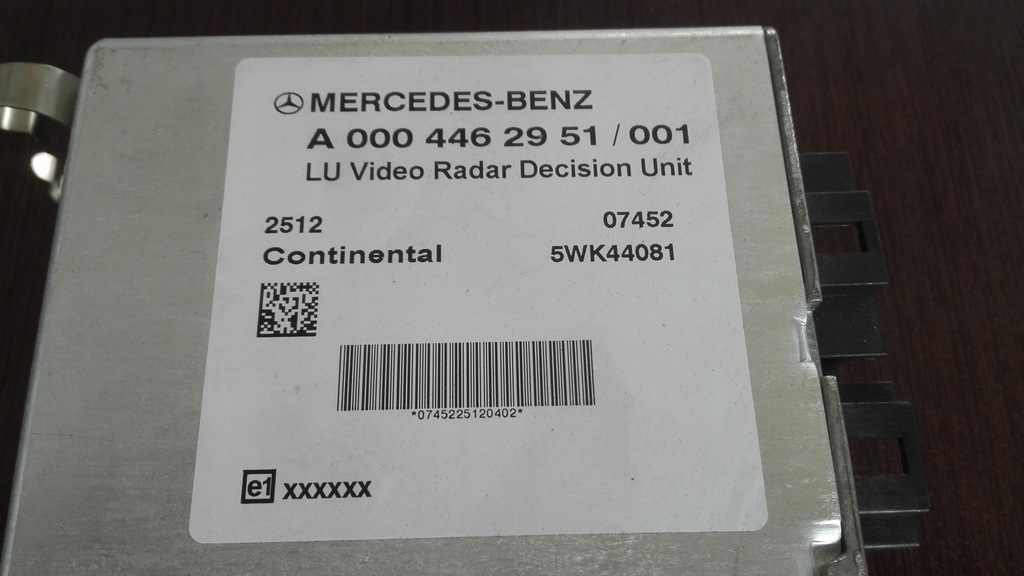 MERCEDES-BENZ
A 000 446 29 51 / 001
LU Video Radar Decision Unit
2512 07452
Continental 5WK44081
*0745225120402*
e1 XXXXXX